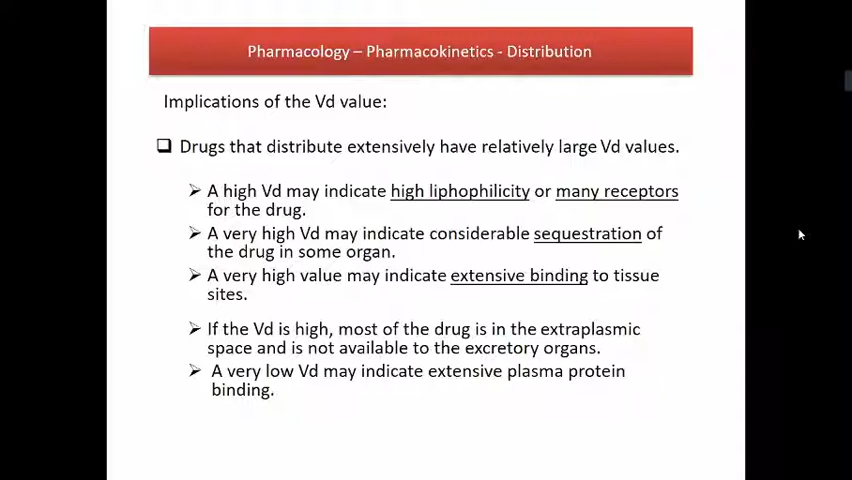 Pharmacology – Pharmacokinetics - Distribution
Implications of the Vd value:
❑ Drugs that distribute extensively have relatively large Vd values.
➢ A high Vd may indicate high liphophilicity or many receptors
for the drug.
➢ A very high Vd may indicate considerable sequestration of
the drug in some organ.
➢ A very high value may indicate extensive binding to tissue
sites.
➢ If the Vd is high, most of the drug is in the extraplasmic
space and is not available to the excretory organs.
➢ A very low Vd may indicate extensive plasma protein
binding.